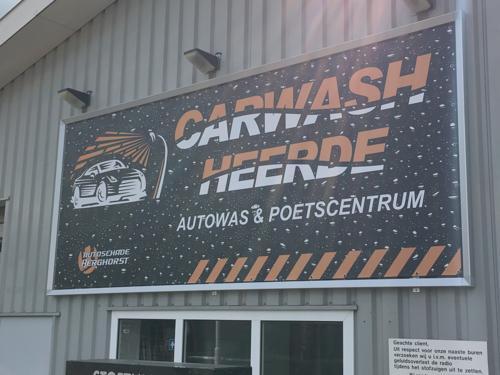 CARWASH
HEERDE
AUTOWAS & POETSCENTRUM
AUTOSCHADE
BERGHORST
Geachte client,
Uit respect voor onze naaste buren
verzoeken wij u i.v.m. eventuele
geluidsoverlast de radio
tijdens het stofzuigen uit te zetten.